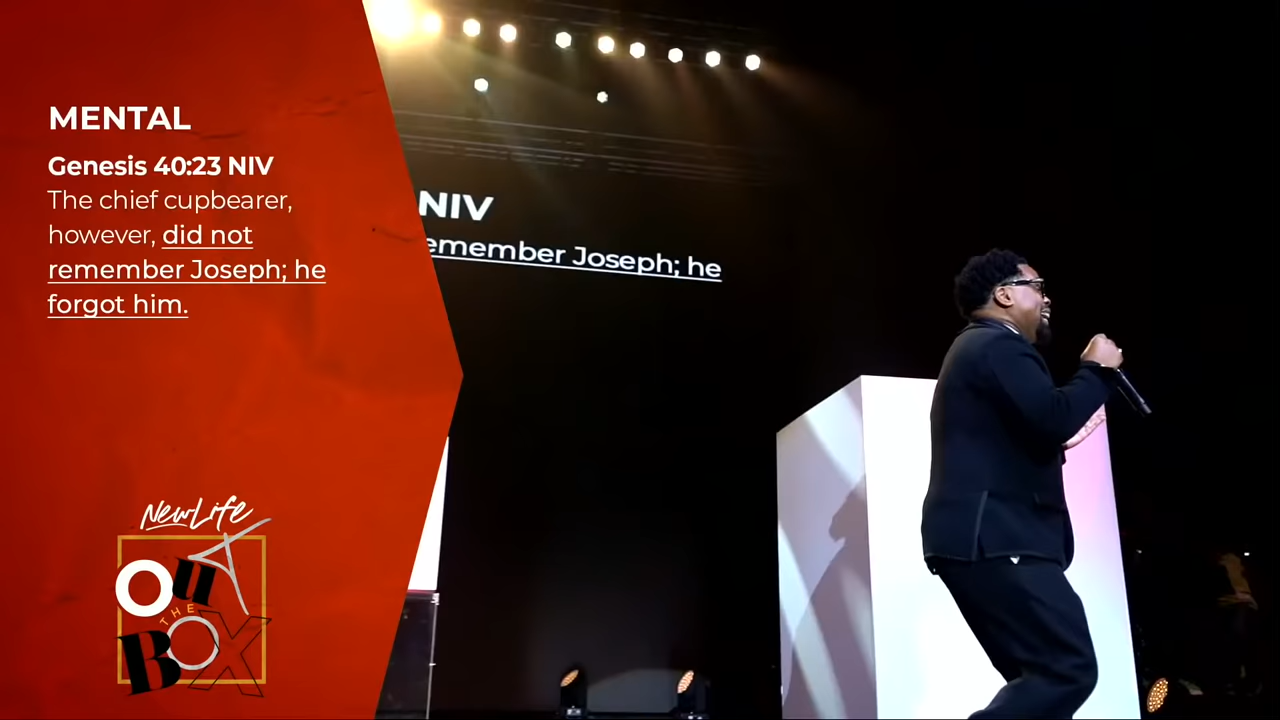 MENTAL
Genesis 40:23 NIV
The chief cupbearer,
however, did not
remember Joseph; he
forgot him.
NIV
emember Joseph; he
NewLife
OuT
THE
BOX